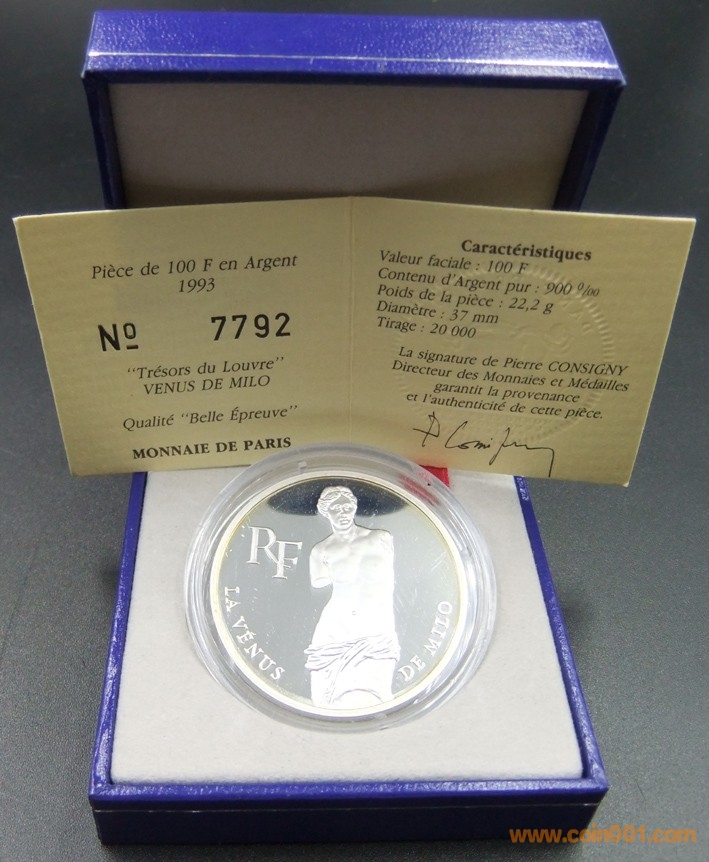 Pièce de 100 F en Argent
1993
Nº 7792
"Trésors du Louvre"
VENUS DE MILO
Qualité "Belle Épreuve"
MONNAIE DE PARIS
Caractéristiques
Valeur faciale : 100 F
Contenu d'Argent pur : 900 º/₀₀
Poids de la pièce : 22,2 g
Diamètre : 37 mm
Tirage : 20 000
La signature de Pierre CONSIGNY
Directeur des Monnaies et Médailles
garantit la provenance
et l'authenticité de cette pièce.
RF
LA VÉNUS DE MILO
www.coin001.com